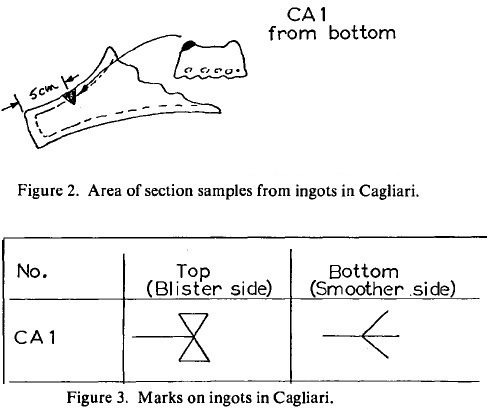 CA1
from bottom
5cm
Figure 2. Area of section samples from ingots in Cagliari.
No.
Top
(Blister side)
Bottom
(Smoother side)
CA1
Figure 3. Marks on ingots in Cagliari.